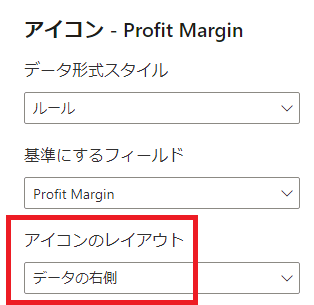 アイコン - Profit Margin
データ形式スタイル
ルール
基準にするフィールド
Profit Margin
アイコンのレイアウト
データの右側